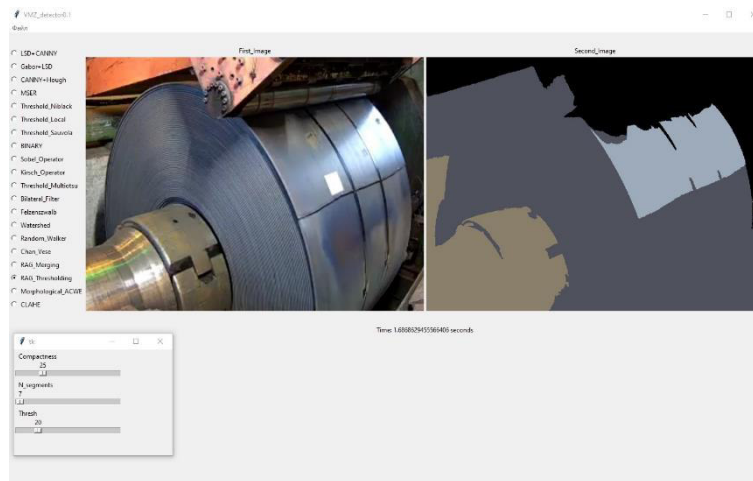 VMZ_detector0.1
Файл
First_Image
Second_Image
LSD+CANNY
Gabor+LSD
CANNY+Hough
MSER
Threshold_Niblack
Threshold_Local
Threshold_Sauvola
BINARY
Sobel_Operator
Kirsch_Operator
Threshold_Multiotsu
Bilateral_Filter
Felzenszwalb
Watershed
Random_Walker
Chan_Vese
RAG_Merging
RAG_Thresholding
Morphological_ACWE
CLAHE
Time: 1.6868629455566406 seconds
tk
Compactness
25
N_segments
7
Thresh
20